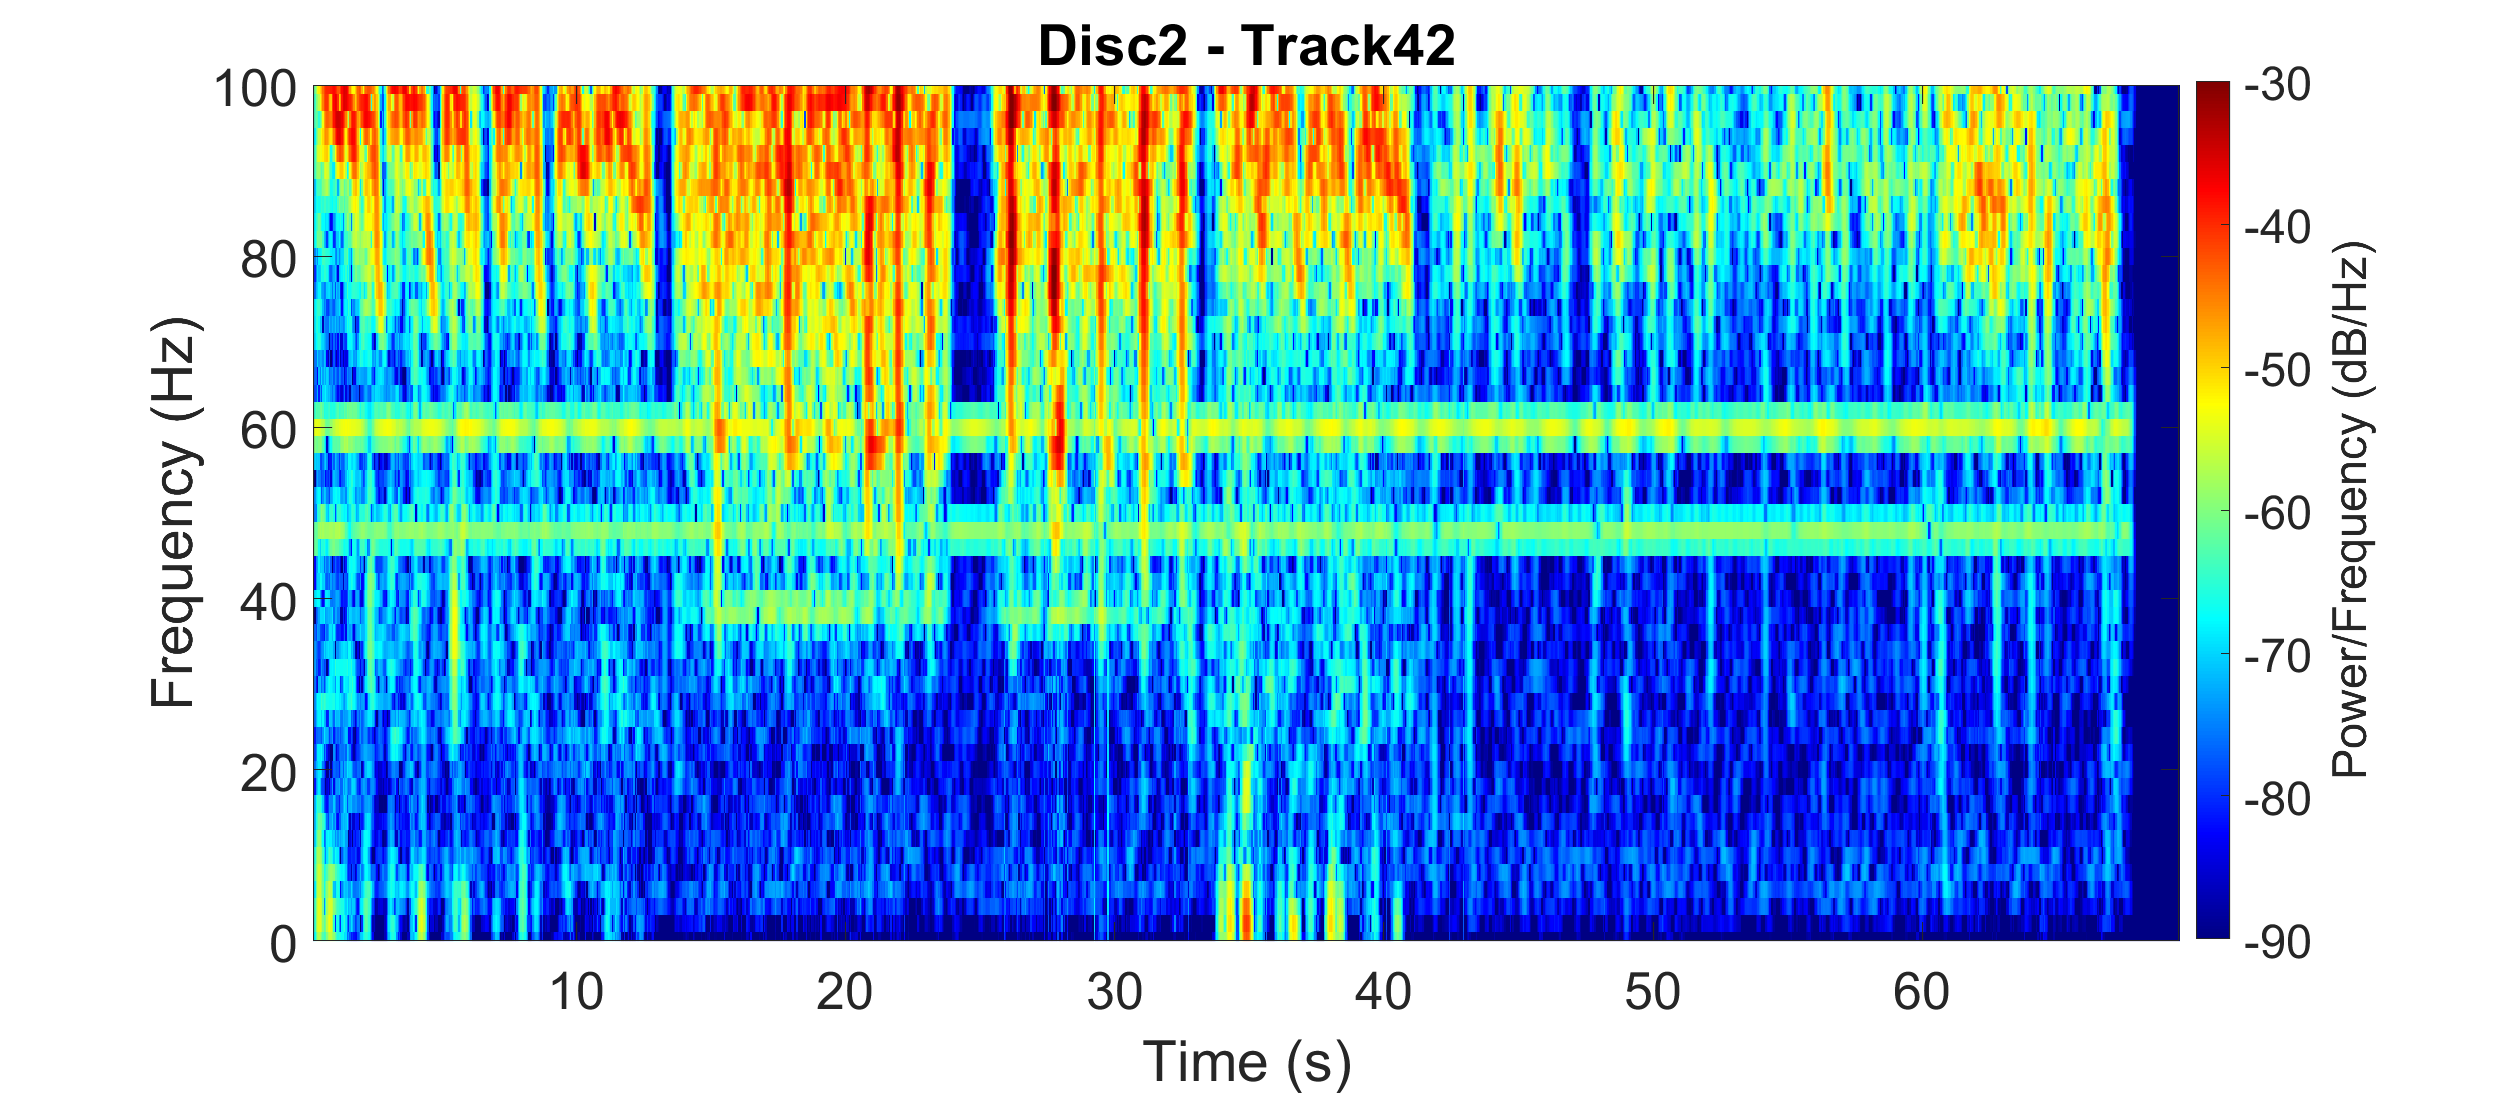 Disc2 - Track42
100
80
60
40
20
0
Frequency (Hz)
10 20 30 40 50 60
Time (s)
-30
-40
-50
-60
-70
-80
-90
Power/Frequency (dB/Hz)